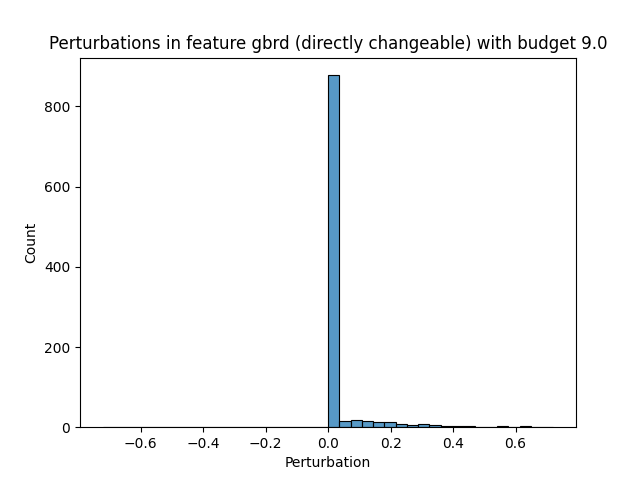 Perturbations in feature gbrd (directly changeable) with budget 9.0
800
600
400
200
0
Count
−0.6 −0.4 −0.2 0.0 0.2 0.4 0.6
Perturbation